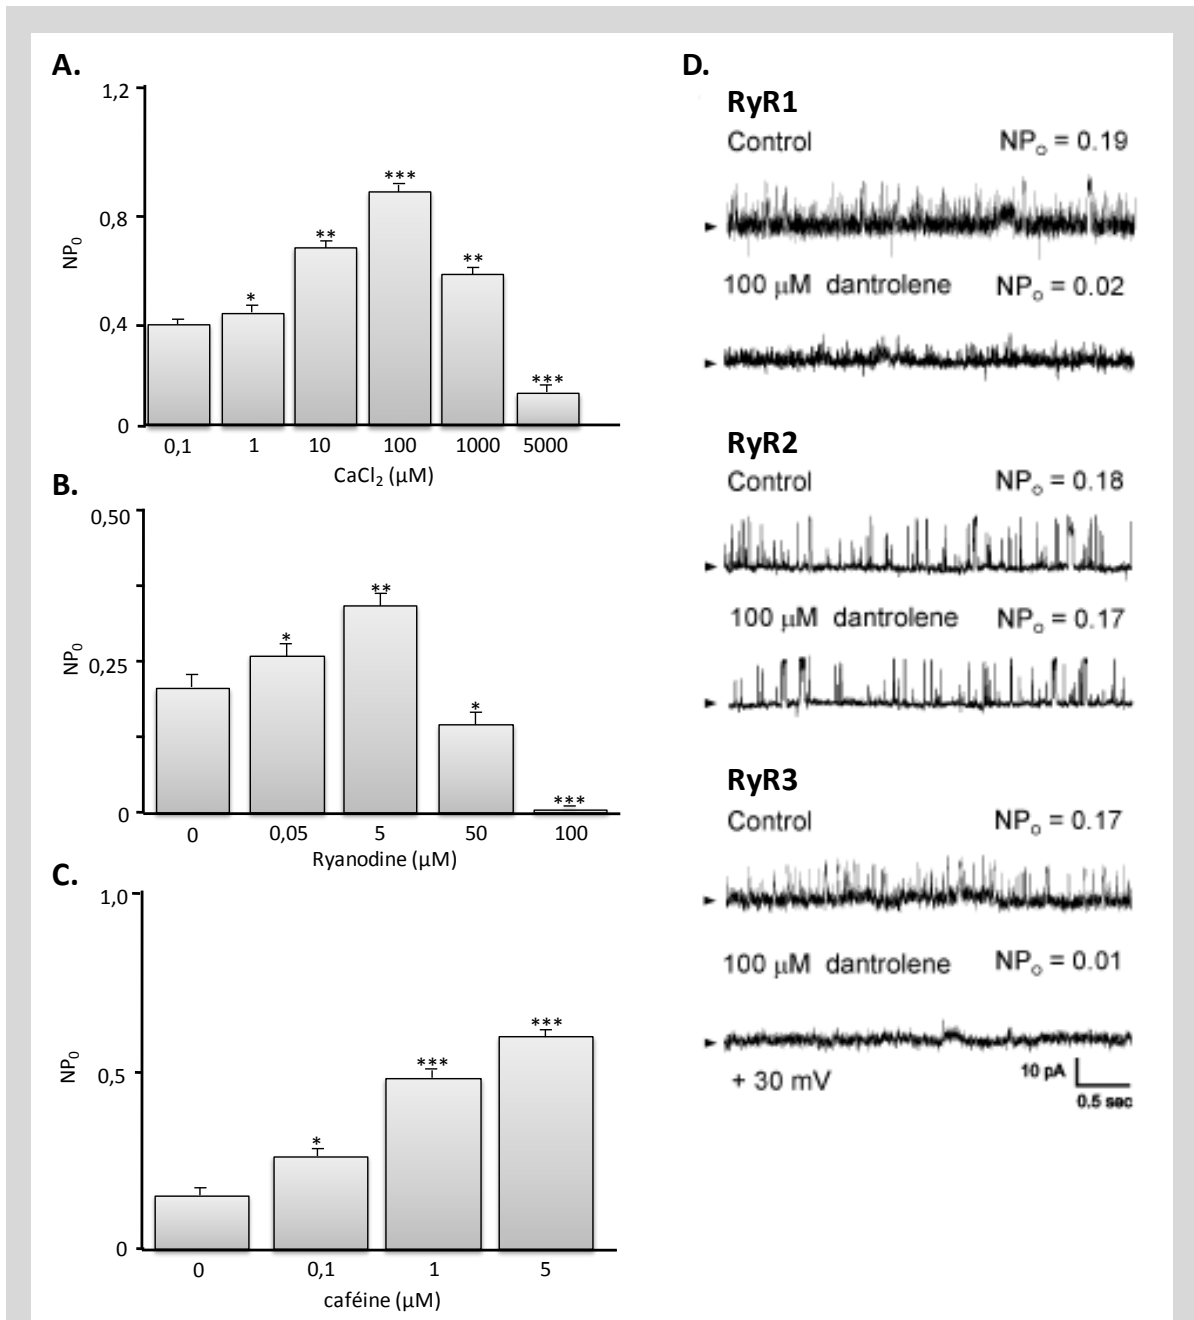 A.
1,2
0,8
0,4
0
NP₀
*
**
***
**
***
0,1 1 10 100 1000 5000
CaCl₂ (µM)
B.
0,50
0,25
0
NP₀
*
**
*
***
0 0,05 5 50 100
Ryanodine (µM)
C.
1,0
0,5
0
NP₀
*
***
***
0 0,1 1 5
caféine (µM)
D.
RyR1
Control NPₒ = 0.19
100 µM dantrolene NPₒ = 0.02
RyR2
Control NPₒ = 0.18
100 µM dantrolene NPₒ = 0.17
RyR3
Control NPₒ = 0.17
100 µM dantrolene NPₒ = 0.01
+ 30 mV
10 pA
0.5 sec